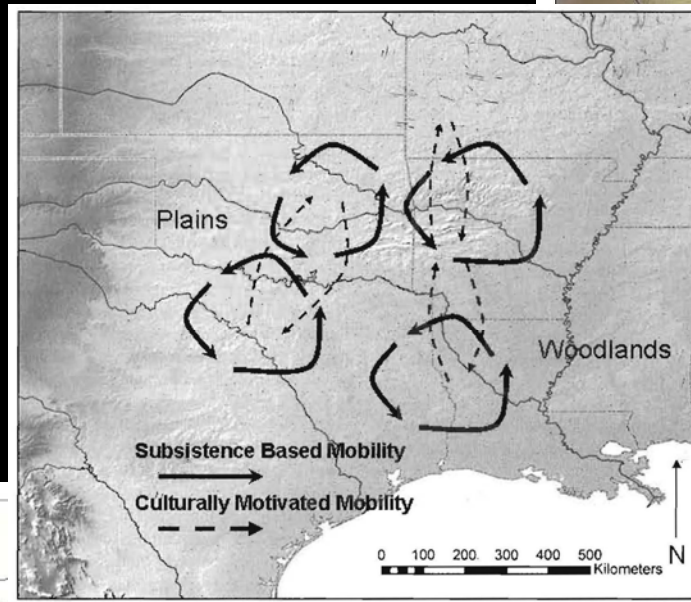 Plains
Woodlands
Subsistence Based Mobility
Culturally Motivated Mobility
0 100 200 300 400 500
Kilometers
N